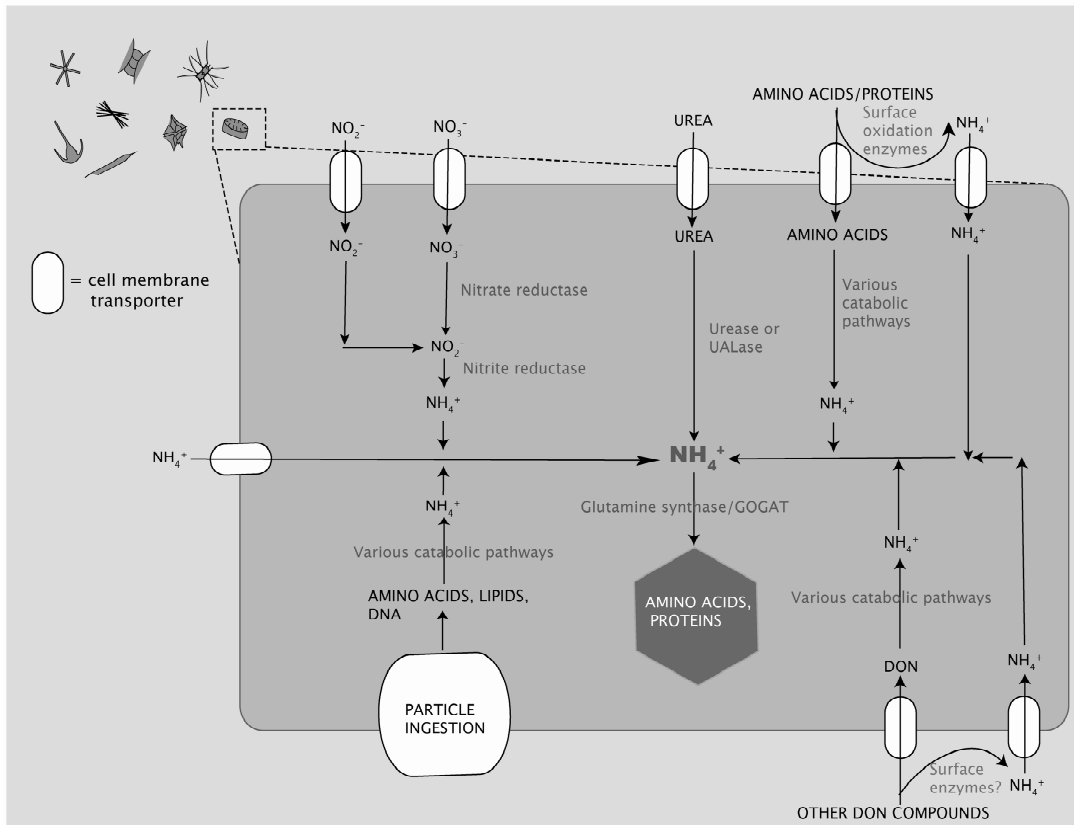 AMINO ACIDS/PROTEINS
Surface
oxidation
enzymes
NO₂⁻
NO₃⁻
UREA
NH₄⁺
NO₂⁻
NO₃⁻
UREA
AMINO ACIDS
NH₄⁺
= cell membrane
transporter
Nitrate reductase
Various
catabolic
pathways
Urease or
UALase
NO₂⁻
Nitrite reductase
NH₄⁺
NH₄⁺
NH₄⁺
NH₄⁺
NH₄⁺
Glutamine synthase/GOGAT
NH₄⁺
Various catabolic pathways
AMINO ACIDS, LIPIDS,
DNA
AMINO ACIDS,
PROTEINS
Various catabolic pathways
DON
NH₄⁺
PARTICLE
INGESTION
Surface
enzymes?
NH₄⁺
OTHER DON COMPOUNDS